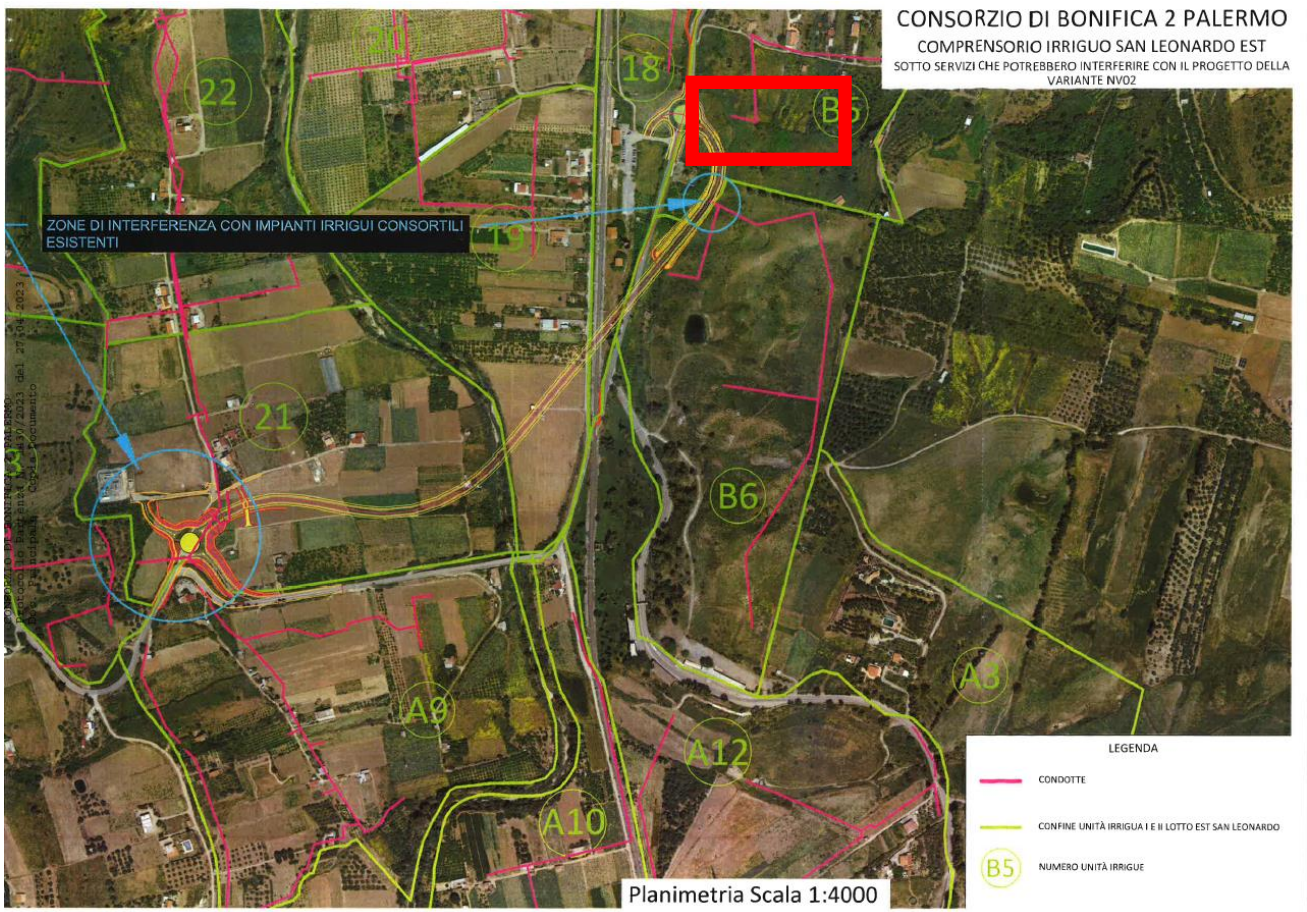 CONSORZIO DI BONIFICA 2 PALERMO
COMPRENSORIO IRRIGUO SAN LEONARDO EST
SOTTO SERVIZI CHE POTREBBERO INTERFERIRE CON IL PROGETTO DELLA
VARIANTE NV02
20
22
18
B5
ZONE DI INTERFERENZA CON IMPIANTI IRRIGUI CONSORTILI
ESISTENTI
19
21
B6
A3
A9
A12
A10
LEGENDA
CONDOTTE
CONFINE UNITÀ IRRIGUA I E II LOTTO EST SAN LEONARDO
B5
NUMERO UNITÀ IRRIGUE
Planimetria Scala 1:4000